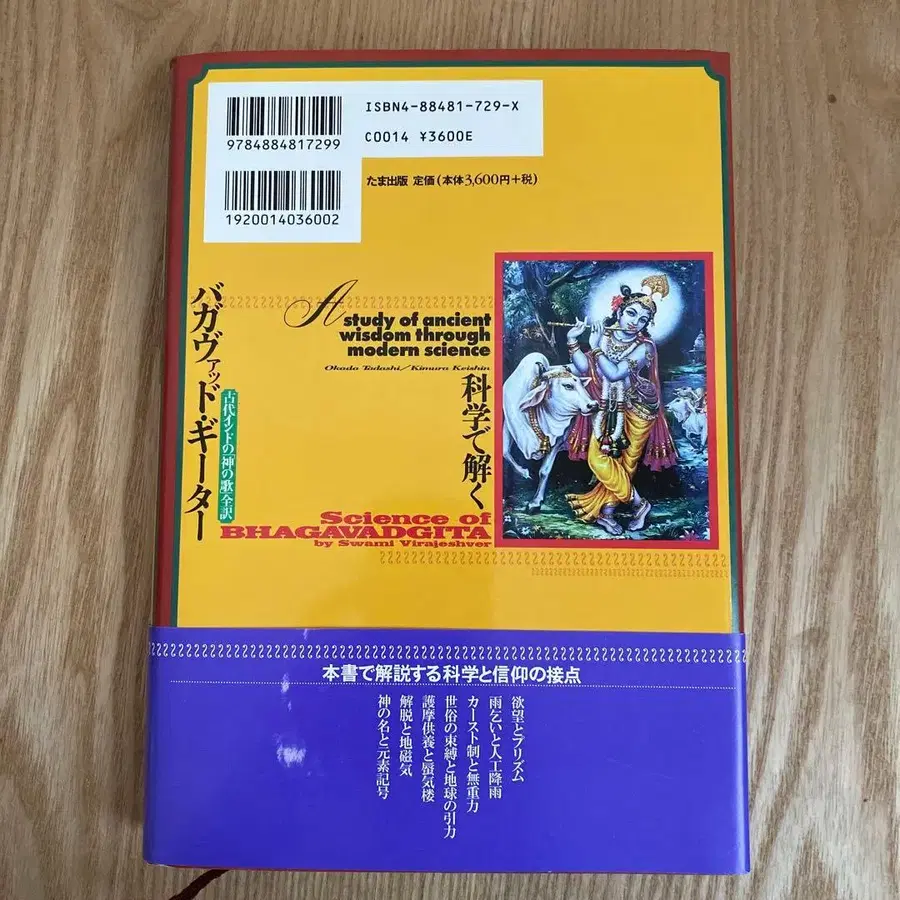 ISBN4-88481-729-X
C0014 ¥3600E
9784884817299
たま出版 定価(本体3,600円+税)
1920014036002
A study of ancient
wisdom through
modern science
Okada Tadashi/Kimura Keishin
科学で解く
バガヴァッド・ギーター
古代インドの「神の歌」全訳
Science of
BHAGAVADGITA
by Swami Virajeshver
本書で解説する科学と信仰の接点
欲望とプリズム
雨乞いと人工降雨
カースト制と無重力
世俗の束縛と地球の引力
護摩供養と蜃気楼
解脱と地磁気
神の名と元素記号